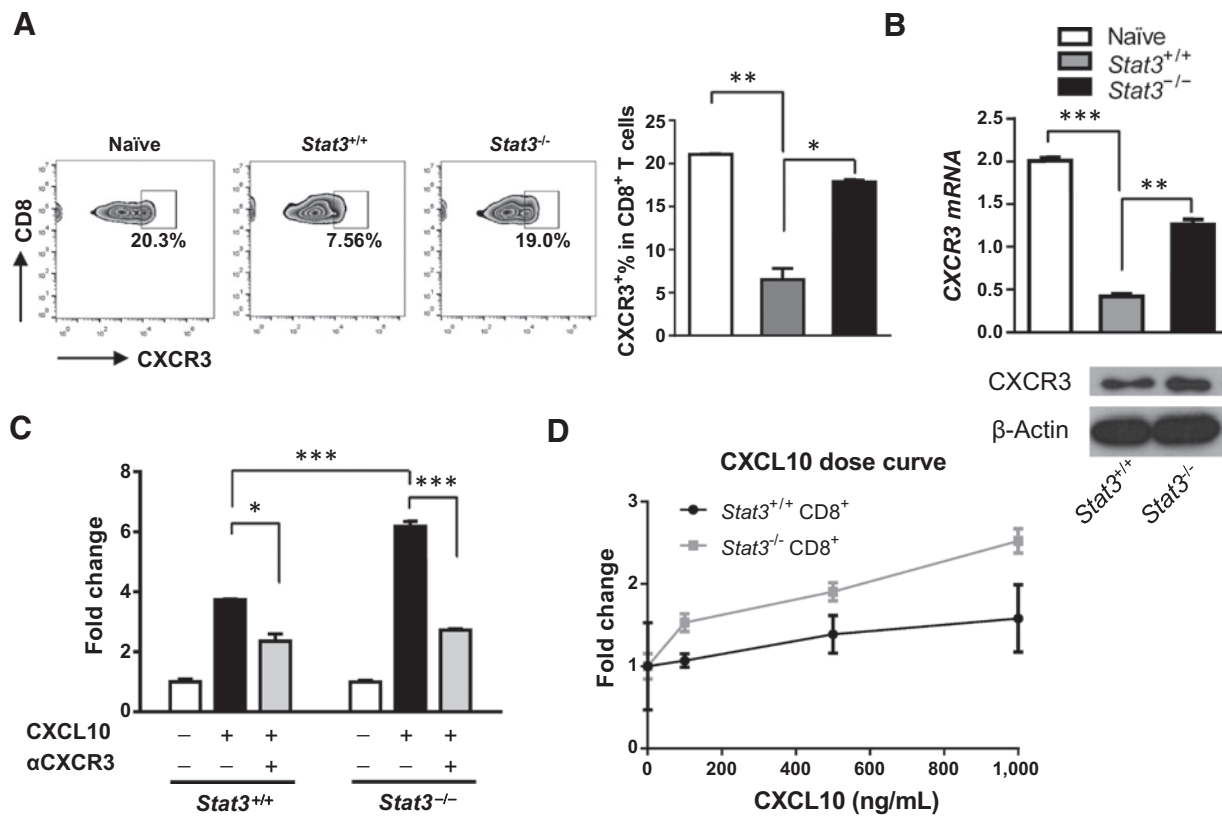 A
Naïve
Stat3+/+
Stat3-/-
CD8
20.3%
7.56%
19.0%
CXCR3
**
*
CXCR3+% in CD8+ T cells
25
20
15
10
5
0
B
Naïve
Stat3+/+
Stat3−/−
***
**
CXCR3 mRNA
2.5
2.0
1.5
1.0
0.5
0.0
CXCR3
β-Actin
Stat3+/+
Stat3-/-
C
***
*
***
Fold change
8
6
4
2
0
CXCL10 − + + − + +
αCXCR3 − − + − − +
Stat3+/+
Stat3−/−
D
CXCL10 dose curve
Stat3+/+ CD8+
Stat3-/- CD8+
Fold change
3
2
1
0
0 200 400 600 800 1,000
CXCL10 (ng/mL)